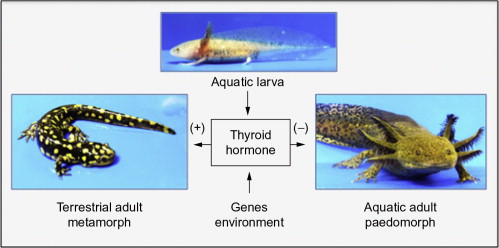 Aquatic larva
(+)
Thyroid
hormone
(–)
Terrestrial adult
metamorph
Genes
environment
Aquatic adult
paedomorph